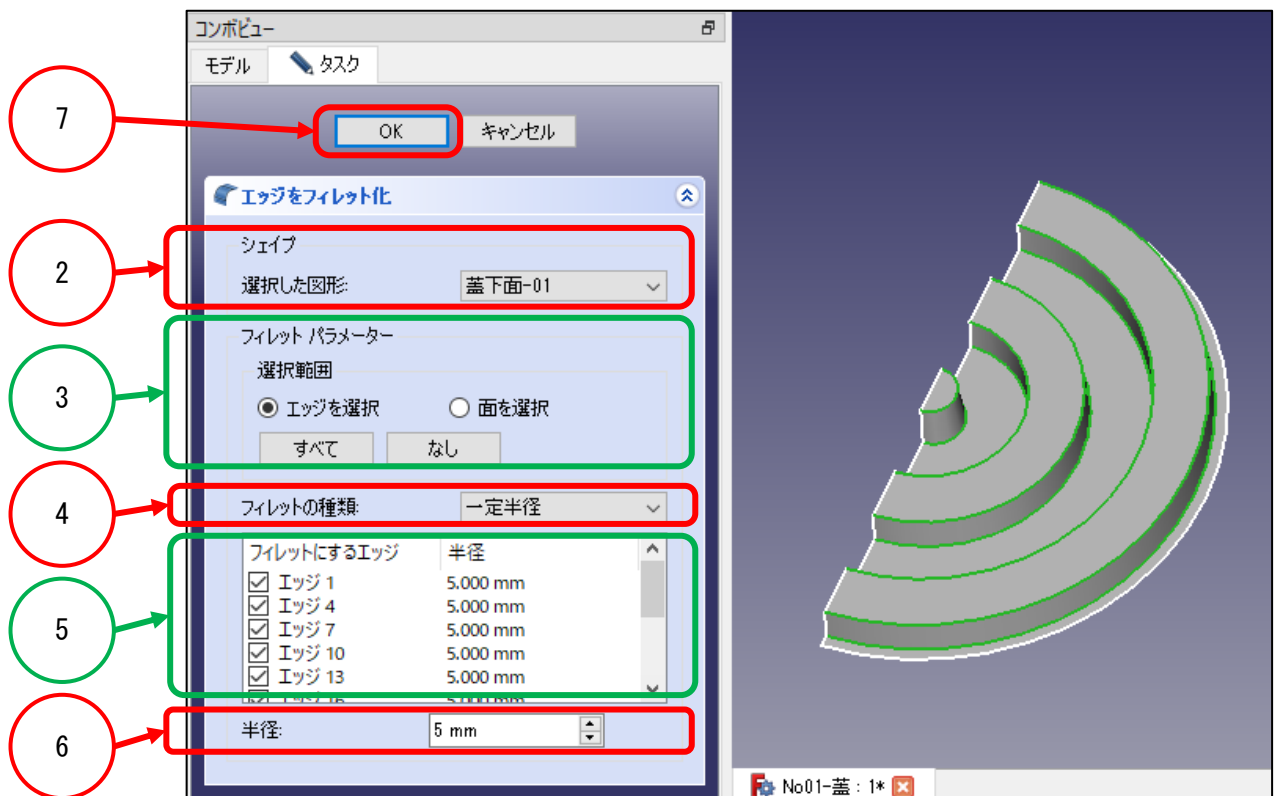 コンボビュー
モデル タスク
7
OK キャンセル
エッジをフィレット化
2
シェイプ
選択した図形: 蓋下面-01
3
フィレット パラメーター
選択範囲
エッジを選択 面を選択
すべて なし
4
フィレットの種類: 一定半径
5
フィレットにするエッジ 半径
エッジ 1 5.000 mm
エッジ 4 5.000 mm
エッジ 7 5.000 mm
エッジ 10 5.000 mm
エッジ 13 5.000 mm
エッジ 16 5.000 mm
6
半径: 5 mm
No01-蓋 : 1*